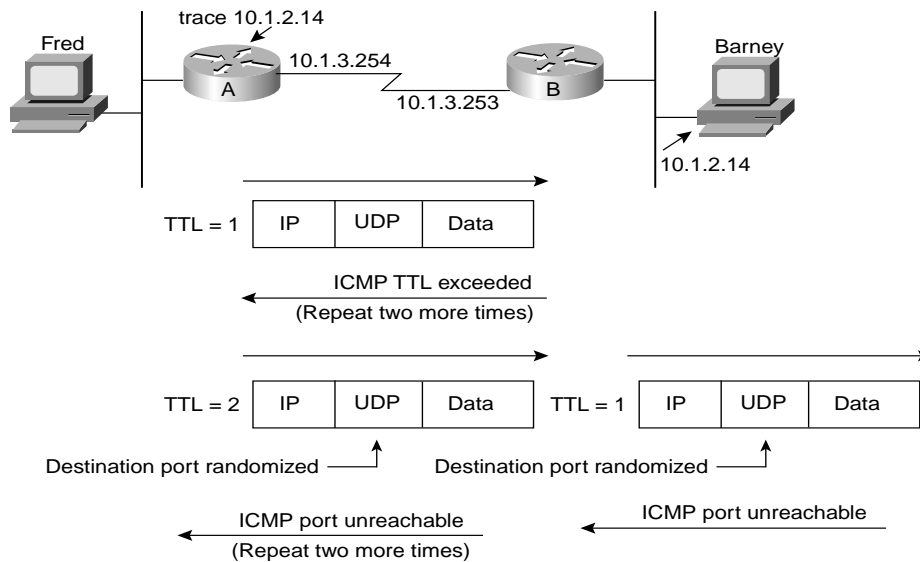 trace 10.1.2.14
Fred
Barney
10.1.3.254
A
B
10.1.3.253
10.1.2.14
TTL = 1 IP UDP Data
ICMP TTL exceeded
(Repeat two more times)
TTL = 2 IP UDP Data TTL = 1 IP UDP Data
Destination port randomized Destination port randomized
ICMP port unreachable ICMP port unreachable
(Repeat two more times)